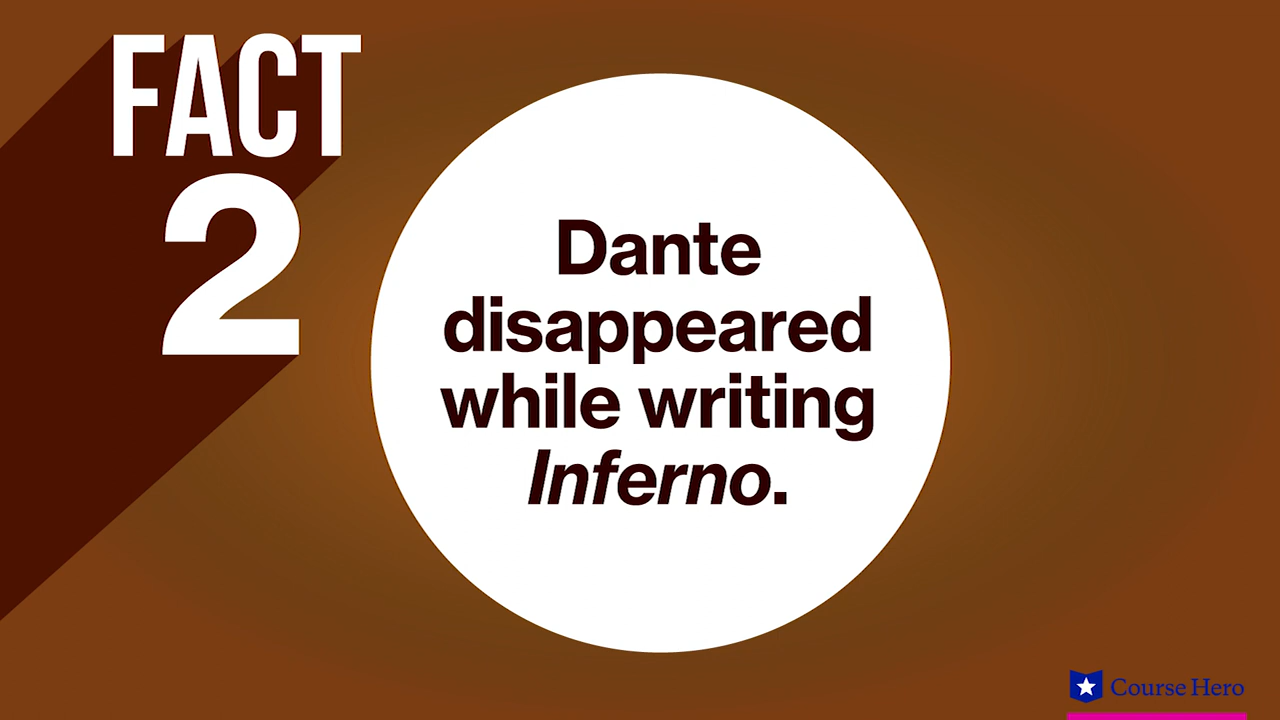 FACT
2
Dante
disappeared
while writing
Inferno.
Course Hero